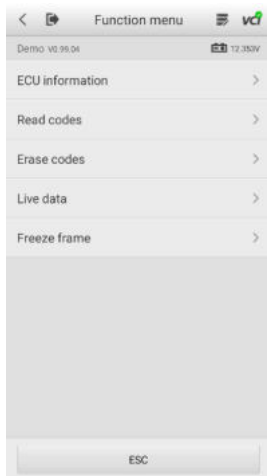 Function menu vci
Demo V0.99.04 12.353V
ECU information
Read codes
Erase codes
Live data
Freeze frame
ESC